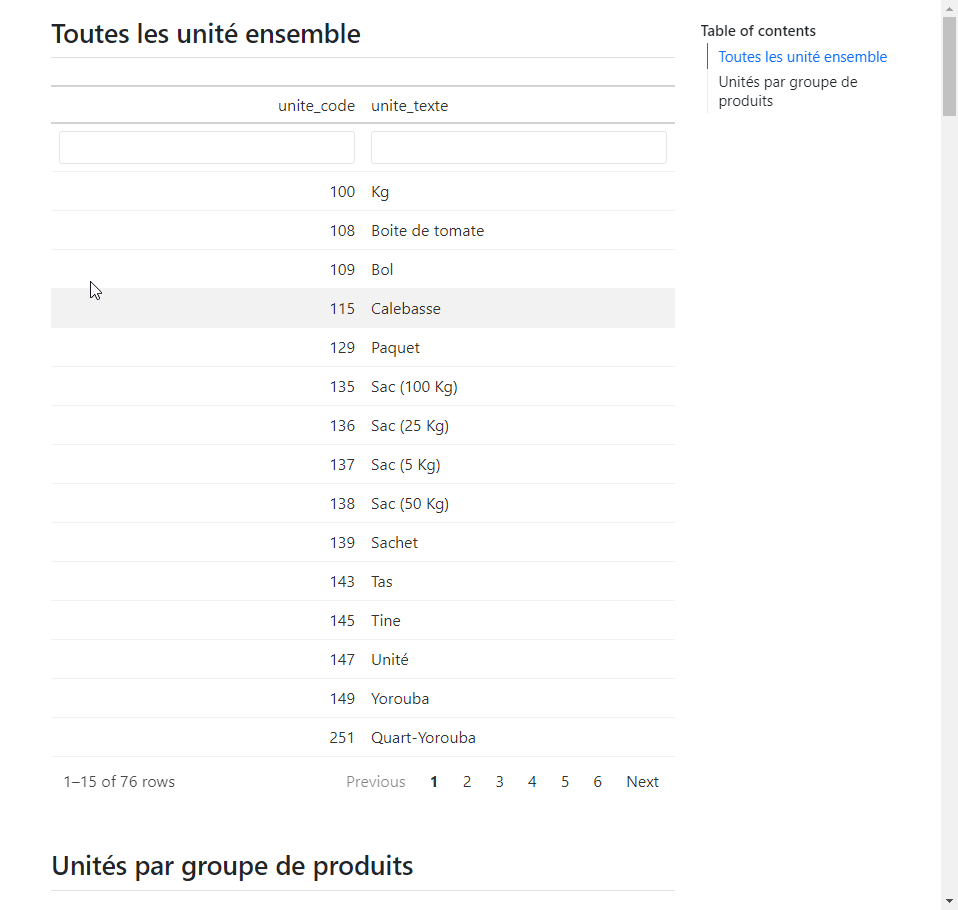 Toutes les unité ensemble
Table of contents
Toutes les unité ensemble
Unités par groupe de
produits
unite_code unite_texte
100 Kg
108 Boite de tomate
109 Bol
115 Calebasse
129 Paquet
135 Sac (100 Kg)
136 Sac (25 Kg)
137 Sac (5 Kg)
138 Sac (50 Kg)
139 Sachet
143 Tas
145 Tine
147 Unité
149 Yorouba
251 Quart-Yorouba
1–15 of 76 rows Previous 1 2 3 4 5 6 Next
Unités par groupe de produits